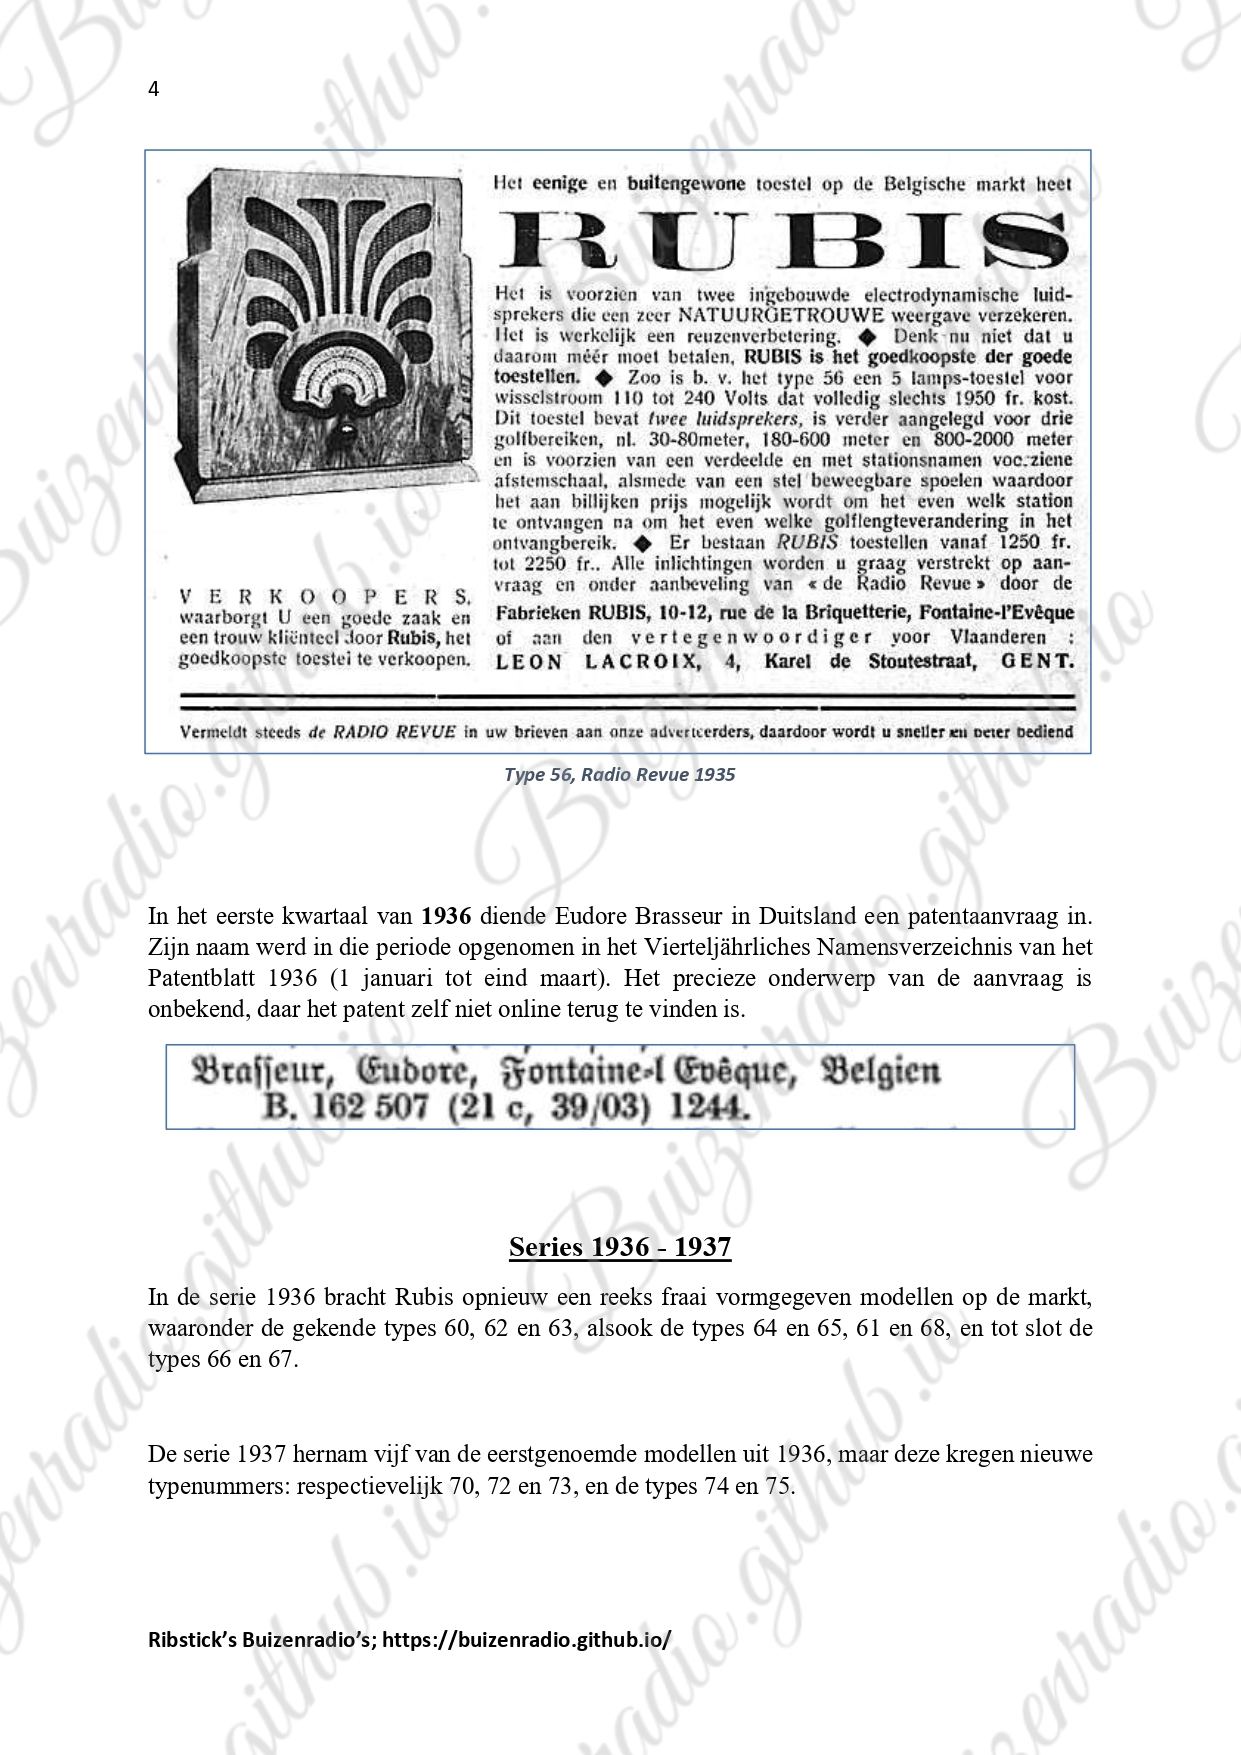 4
Het eenige en buitengewone toestel op de Belgische markt heet
RUBIS
Het is voorzien van twee ingebouwde electrodynamische luid-
sprekers die een zeer NATUURGETROUWE weergave verzekeren.
Het is werkelijk een reuzenverbetering. ◆ Denk nu niet dat u
daarom méér moet betalen, RUBIS is het goedkoopste der goede
toestellen. ◆ Zoo is b. v. het type 56 een 5 lamps-toestel voor
wisselstroom 110 tot 240 Volts dat volledig slechts 1950 fr. kost.
Dit toestel bevat twee luidsprekers, is verder aangelegd voor drie
golfbereiken, nl. 30-80meter, 180-600 meter en 800-2000 meter
en is voorzien van een verdeelde en met stationsnamen voorziene
afstemschaal, alsmede van een stel beweegbare spoelen waardoor
het aan billijken prijs mogelijk wordt om het even welk station
te ontvangen na om het even welke golflengteverandering in het
ontvangbereik. ◆ Er bestaan RUBIS toestellen vanaf 1250 fr.
tot 2250 fr.. Alle inlichtingen worden u graag verstrekt op aan-
vraag en onder aanbeveling van « de Radio Revue » door de
Fabrieken RUBIS, 10-12, rue de la Briquetterie, Fontaine-l'Evêque
of aan den vertegenwoordiger voor Vlaanderen :
LEON LACROIX, 4, Karel de Stoutestraat, GENT.
VERKOOPERS,
waarborgt U een goede zaak en
een trouw kliënteel door Rubis, het
goedkoopste toestel te verkoopen.
Vermeldt steeds de RADIO REVUE in uw brieven aan onze adverteerders, daardoor wordt u sneller en beter bediend
Type 56, Radio Revue 1935
In het eerste kwartaal van 1936 diende Eudore Brasseur in Duitsland een patentaanvraag in.
Zijn naam werd in die periode opgenomen in het Vierteljährliches Namensverzeichnis van het
Patentblatt 1936 (1 januari tot eind maart). Het precieze onderwerp van de aanvraag is
onbekend, daar het patent zelf niet online terug te vinden is.
Brasseur, Eudore, Fontaine-l Evêque, Belgien
B. 162 507 (21 c, 39/03) 1244.
Series 1936 - 1937
In de serie 1936 bracht Rubis opnieuw een reeks fraai vormgegeven modellen op de markt,
waaronder de gekende types 60, 62 en 63, alsook de types 64 en 65, 61 en 68, en tot slot de
types 66 en 67.
De serie 1937 hernam vijf van de eerstgenoemde modellen uit 1936, maar deze kregen nieuwe
typenummers: respectievelijk 70, 72 en 73, en de types 74 en 75.
Ribstick's Buizenradio's; https://buizenradio.github.io/
Buizenradio.github.io